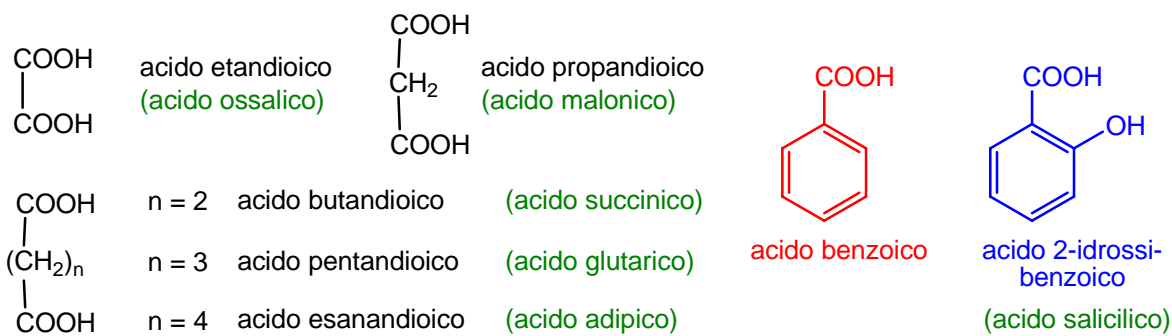 COOH
COOH
acido etandioico
(acido ossalico)
COOH
CH2
COOH
acido propandioico
(acido malonico)
COOH
(CH2)n
COOH
n = 2 acido butandioico (acido succinico)
n = 3 acido pentandioico (acido glutarico)
n = 4 acido esanandioico (acido adipico)
COOH
acido benzoico
COOH
OH
acido 2-idrossi-
benzoico
(acido salicilico)